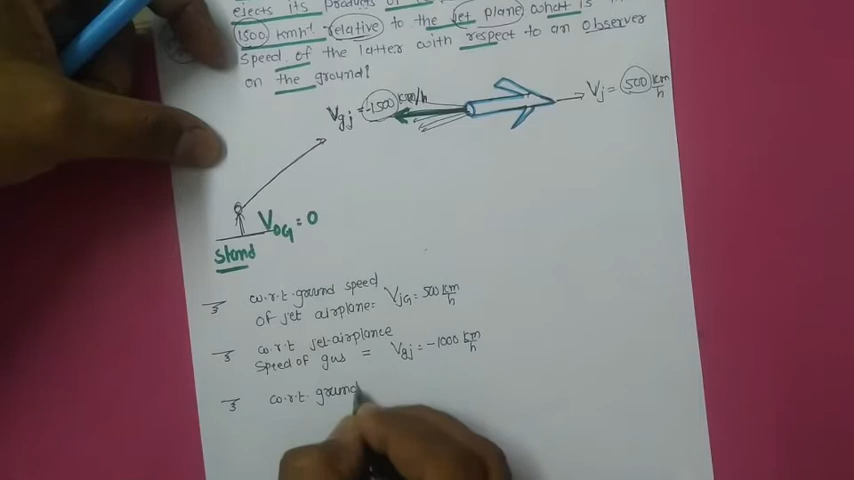 ejects its products of
1500 kmh⁻¹ relative to the jet plane what is
speed of the latter with respect to an observer
on the ground?
Vgj = -1500 km/h
Vj = 500 km/h
VOG = 0
Stand
w.r.t. ground speed
of jet airplane = VjG = 500 km/h
w.r.t jet-airplance
speed of gas = Vgj = -1000 km/h
w.r.t. ground